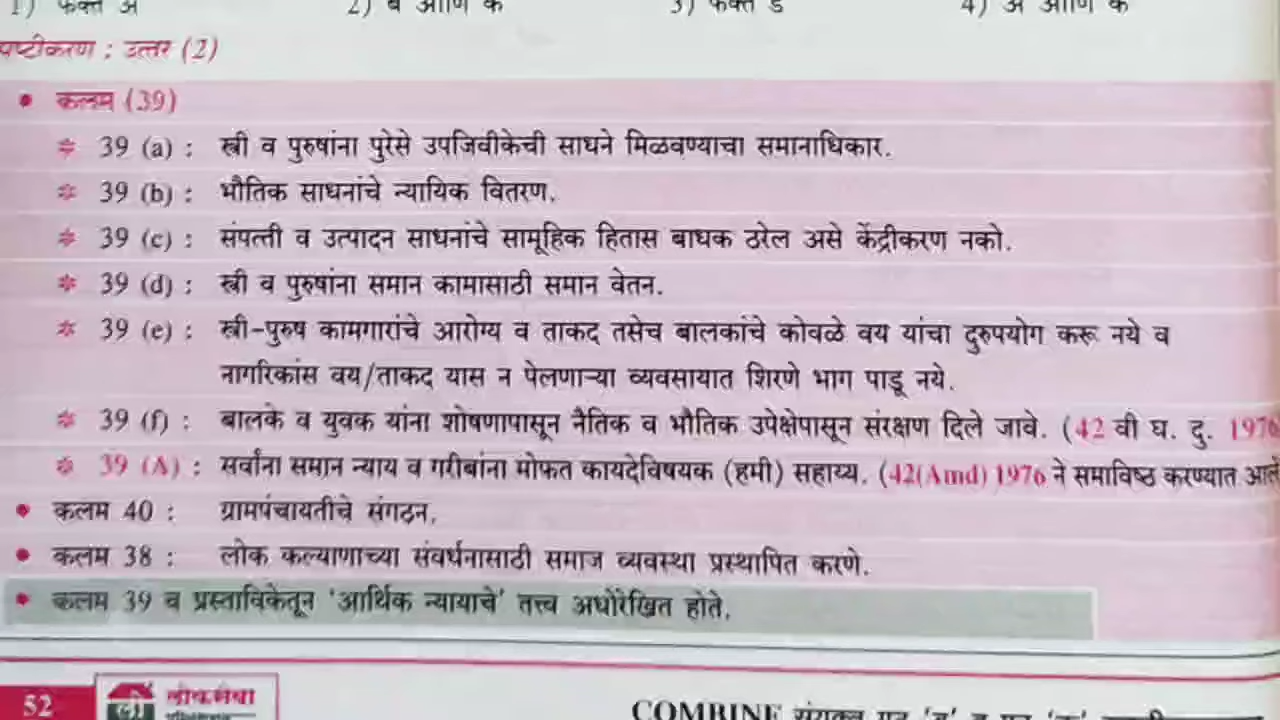 1) फक्त अ 2) ब आणि क 3) फक्त ड 4) अ आणि क
पष्टीकरण : उत्तर (2)
• कलम (39)
* 39 (a) : स्त्री व पुरुषांना पुरेसे उपजिवीकेची साधने मिळवण्याचा समानाधिकार.
* 39 (b) : भौतिक साधनांचे न्यायिक वितरण.
* 39 (c) : संपत्ती व उत्पादन साधनांचे सामूहिक हितास बाधक ठरेल असे केंद्रीकरण नको.
* 39 (d) : स्त्री व पुरुषांना समान कामासाठी समान वेतन.
* 39 (e) : स्त्री-पुरुष कामगारांचे आरोग्य व ताकद तसेच बालकांचे कोवळे वय यांचा दुरुपयोग करू नये व
नागरिकांस वय/ताकद यास न पेलणाऱ्या व्यवसायात शिरणे भाग पाडू नये.
* 39 (f) : बालके व युवक यांना शोषणापासून नैतिक व भौतिक उपेक्षेपासून संरक्षण दिले जावे. (42 वी घ. दु. 1976
* 39 (A) : सर्वांना समान न्याय व गरीबांना मोफत कायदेविषयक (हमी) सहाय्य. (42(Amd) 1976 ने समाविष्ठ करण्यात आले
• कलम 40 : ग्रामपंचायतीचे संगठन.
• कलम 38 : लोक कल्याणाच्या संवर्धनासाठी समाज व्यवस्था प्रस्थापित करणे.
• कलम 39 व प्रस्ताविकेतून 'आर्थिक न्यायाचे' तत्त्व अधोरेखित होते.
52 लोकसेवा
COMBINE संयुक्त गट